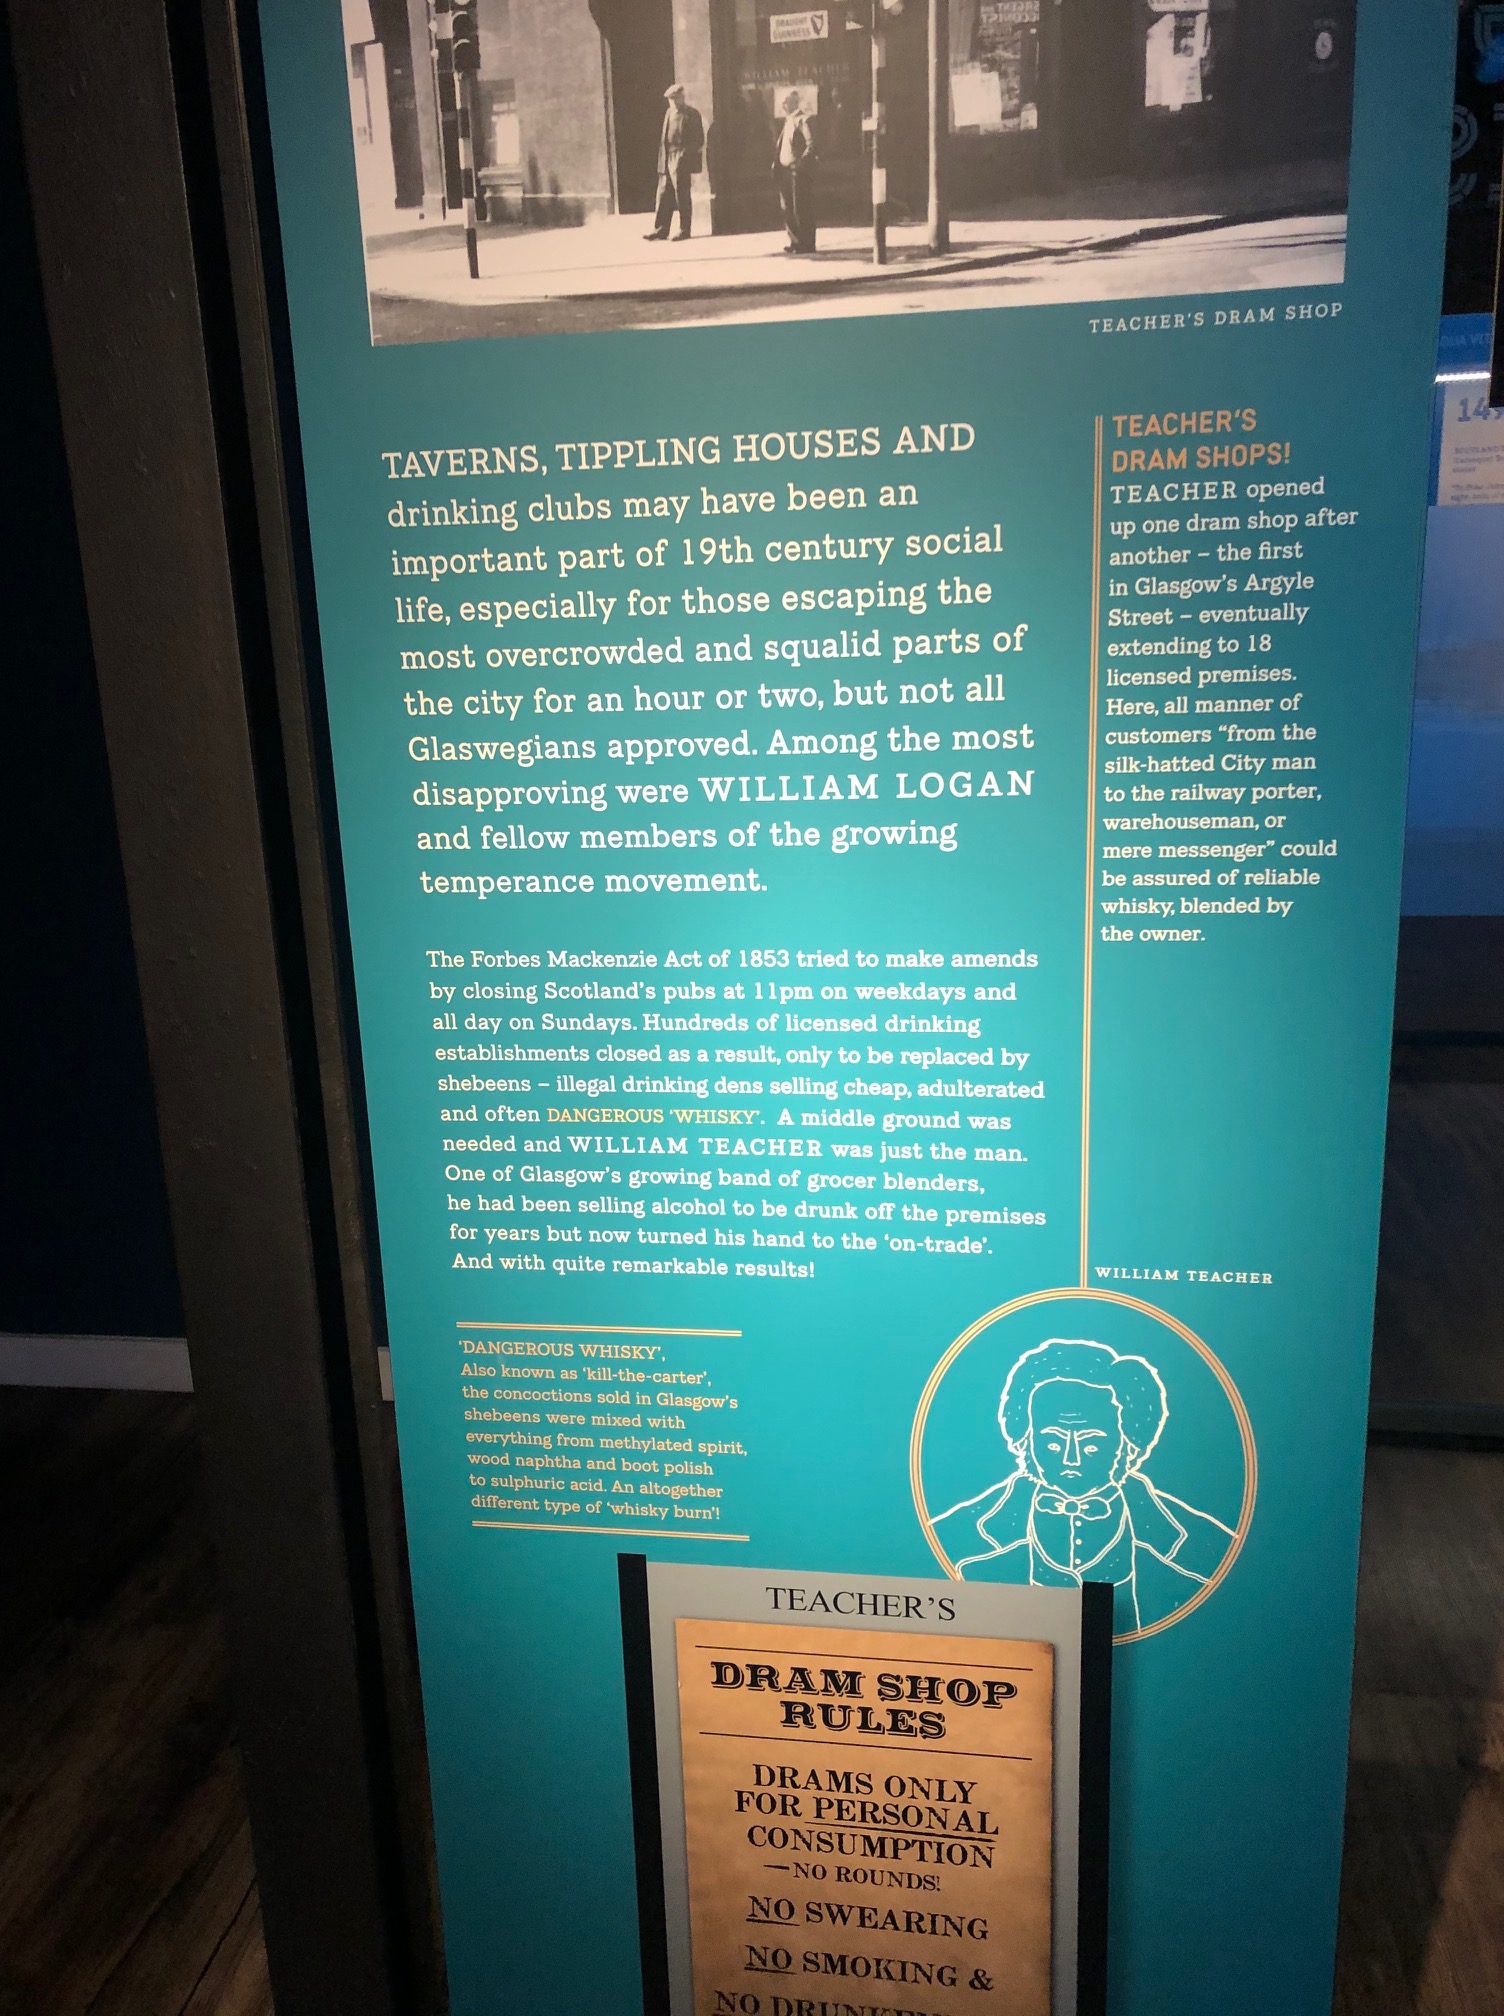 DRAUGHT
GUINNESS
WILLIAM TEACHER
TEACHER'S DRAM SHOP
TAVERNS, TIPPLING HOUSES AND
drinking clubs may have been an
important part of 19th century social
life, especially for those escaping the
most overcrowded and squalid parts of
the city for an hour or two, but not all
Glaswegians approved. Among the most
disapproving were WILLIAM LOGAN
and fellow members of the growing
temperance movement.
The Forbes Mackenzie Act of 1853 tried to make amends
by closing Scotland's pubs at 11pm on weekdays and
all day on Sundays. Hundreds of licensed drinking
establishments closed as a result, only to be replaced by
shebeens – illegal drinking dens selling cheap, adulterated
and often DANGEROUS 'WHISKY'. A middle ground was
needed and WILLIAM TEACHER was just the man.
One of Glasgow's growing band of grocer blenders,
he had been selling alcohol to be drunk off the premises
for years but now turned his hand to the 'on-trade'.
And with quite remarkable results!
'DANGEROUS WHISKY',
Also known as 'kill-the-carter',
the concoctions sold in Glasgow's
shebeens were mixed with
everything from methylated spirit,
wood naphtha and boot polish
to sulphuric acid. An altogether
different type of 'whisky burn'!
TEACHER'S
DRAM SHOPS!
TEACHER opened
up one dram shop after
another – the first
in Glasgow's Argyle
Street – eventually
extending to 18
licensed premises.
Here, all manner of
customers "from the
silk-hatted City man
to the railway porter,
warehouseman, or
mere messenger" could
be assured of reliable
whisky, blended by
the owner.
WILLIAM TEACHER
TEACHER'S
DRAM SHOP
RULES
DRAMS ONLY
FOR PERSONAL
CONSUMPTION
—NO ROUNDS!
NO SWEARING
NO SMOKING &
NO